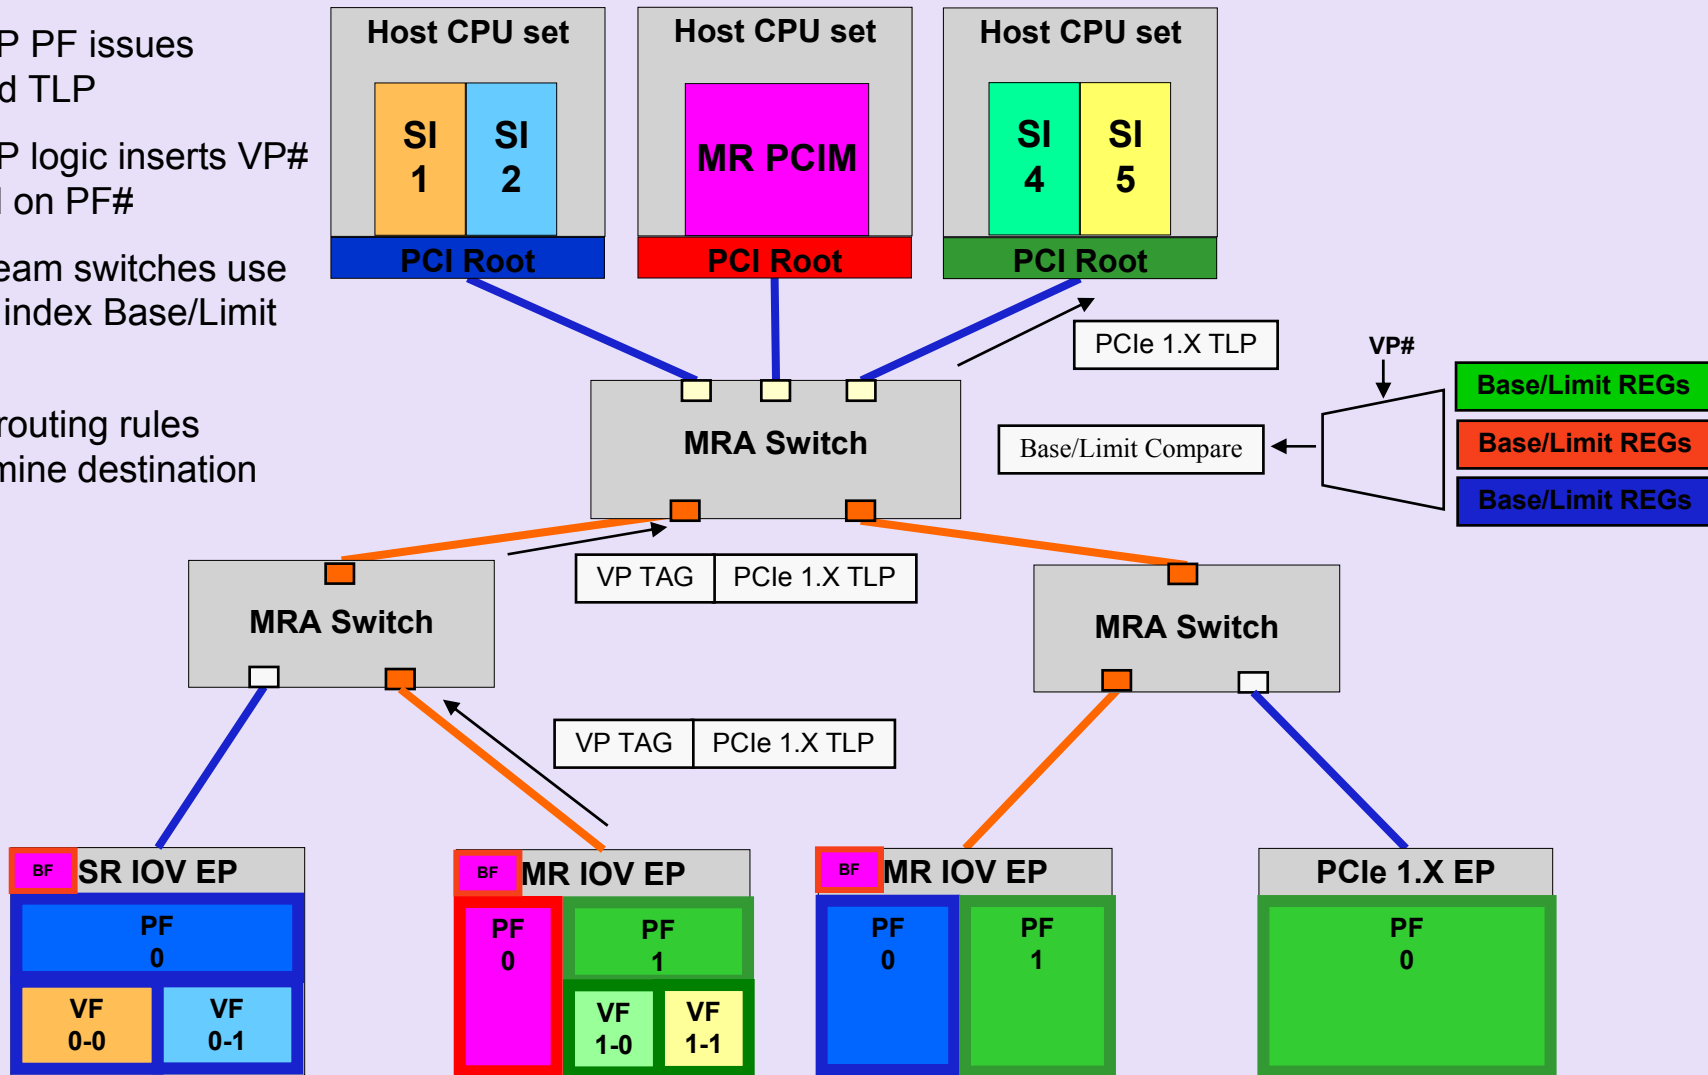 P PF issues
d TLP
P logic inserts VP#
on PF#
eam switches use
index Base/Limit
routing rules
mine destination
Host CPU set
SI
1
SI
2
PCI Root
Host CPU set
MR PCIM
PCI Root
Host CPU set
SI
4
SI
5
PCI Root
PCIe 1.X TLP
VP#
Base/Limit REGs
Base/Limit REGs
Base/Limit REGs
Base/Limit Compare
MRA Switch
VP TAG PCIe 1.X TLP
MRA Switch
MRA Switch
VP TAG PCIe 1.X TLP
BF SR IOV EP
PF
0
VF
0-0
VF
0-1
BF MR IOV EP
PF
0
PF
1
VF
1-0
VF
1-1
BF MR IOV EP
PF
0
PF
1
PCIe 1.X EP
PF
0